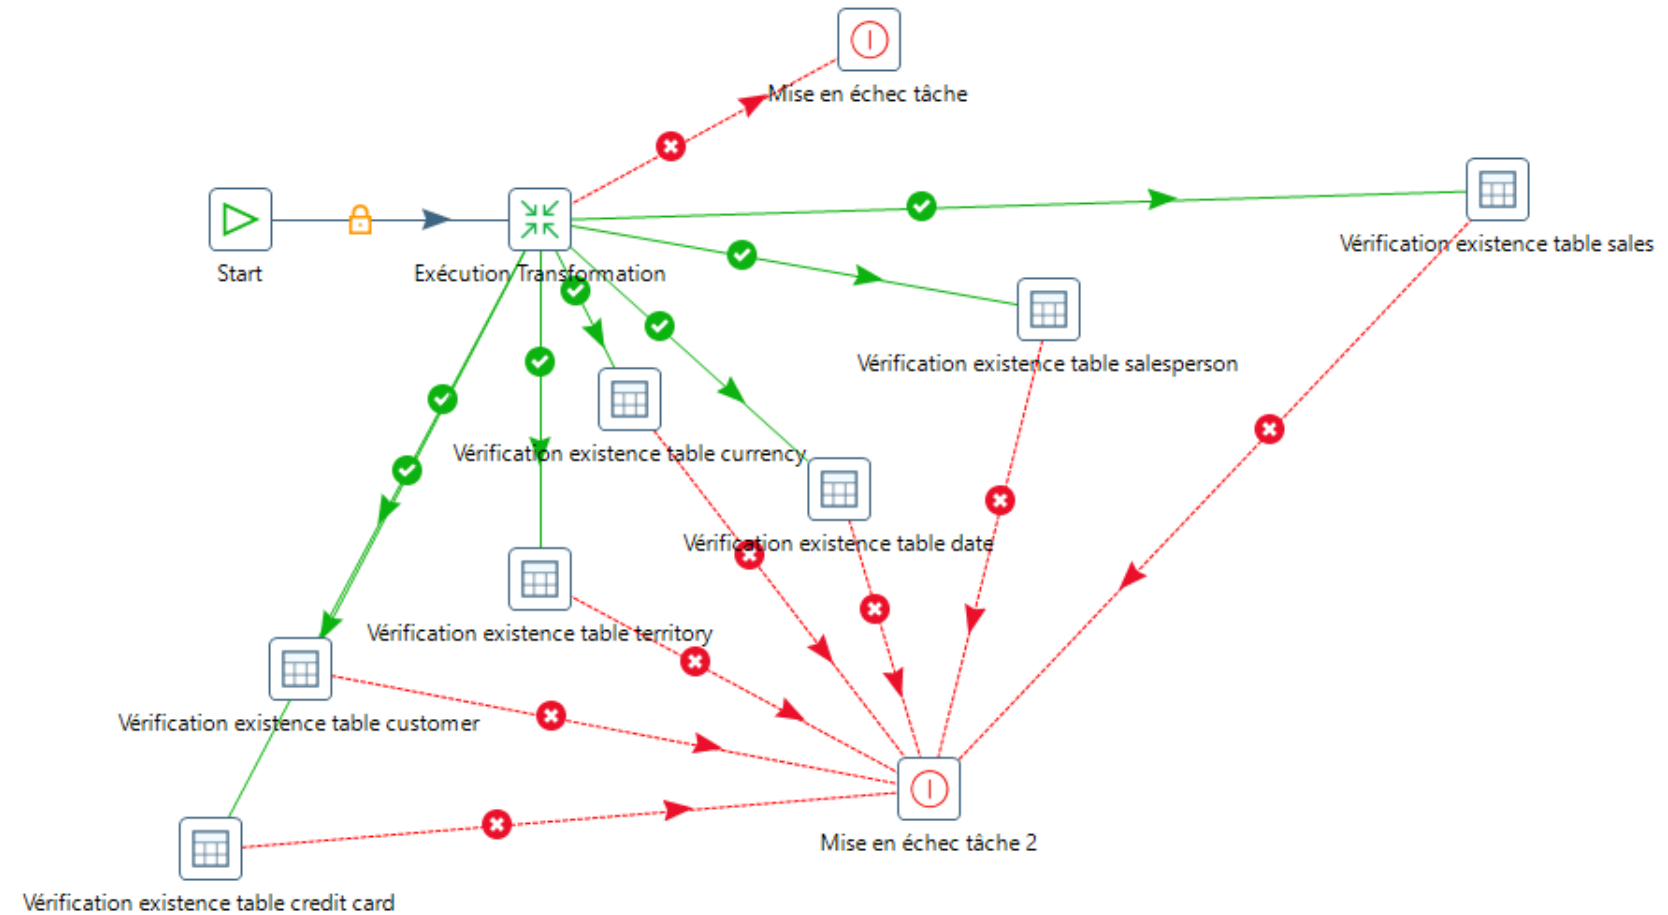 Mise en échec tâche
Vérification existence table sales
Start
Exécution Transformation
Vérification existence table salesperson
Vérification existence table currency
Vérification existence table date
Vérification existence table territory
Vérification existence table customer
Mise en échec tâche 2
Vérification existence table credit card